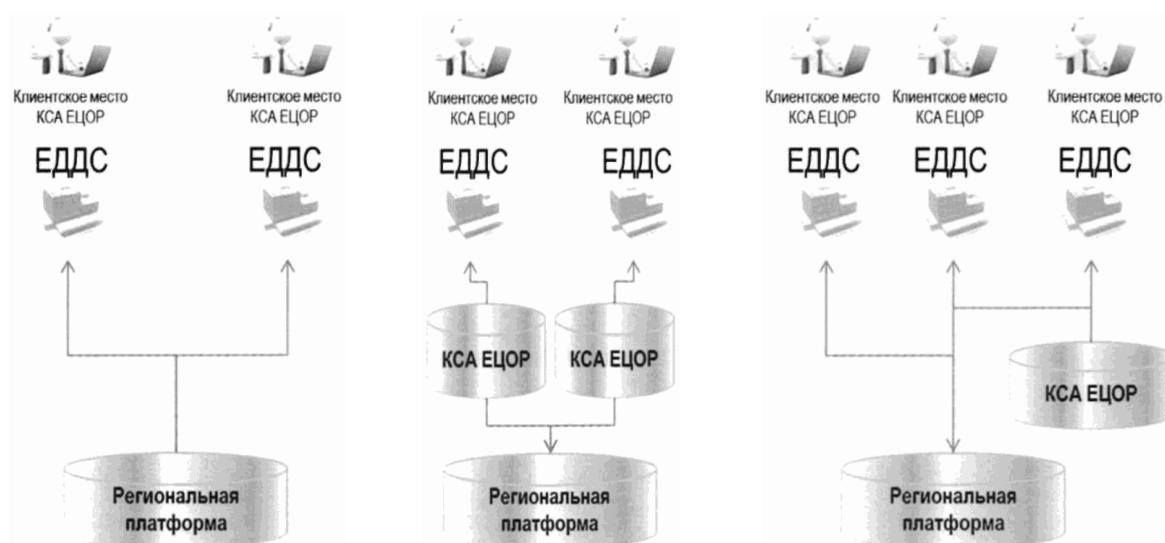 Клиентское место
КСА ЕЦОР
ЕДДС
Клиентское место
КСА ЕЦОР
ЕДДС
Региональная
платформа
Клиентское место
КСА ЕЦОР
ЕДДС
Клиентское место
КСА ЕЦОР
ЕДДС
КСА ЕЦОР
КСА ЕЦОР
Региональная
платформа
Клиентское место
КСА ЕЦОР
ЕДДС
Клиентское место
КСА ЕЦОР
ЕДДС
Клиентское место
КСА ЕЦОР
ЕДДС
КСА ЕЦОР
Региональная
платформа